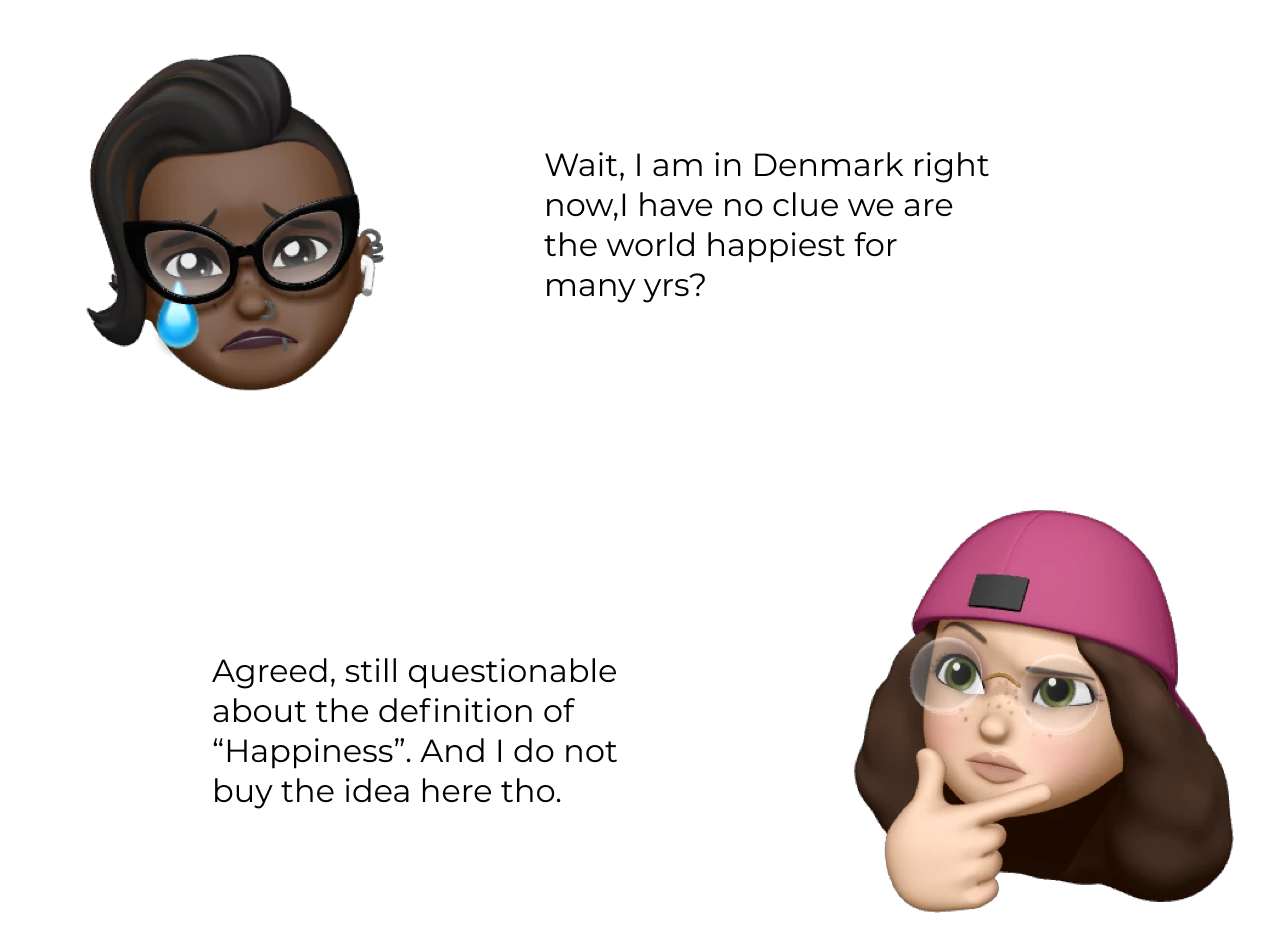 Wait, I am in Denmark right
now,I have no clue we are
the world happiest for
many yrs?
Agreed, still questionable
about the definition of
“Happiness”. And I do not
buy the idea here tho.